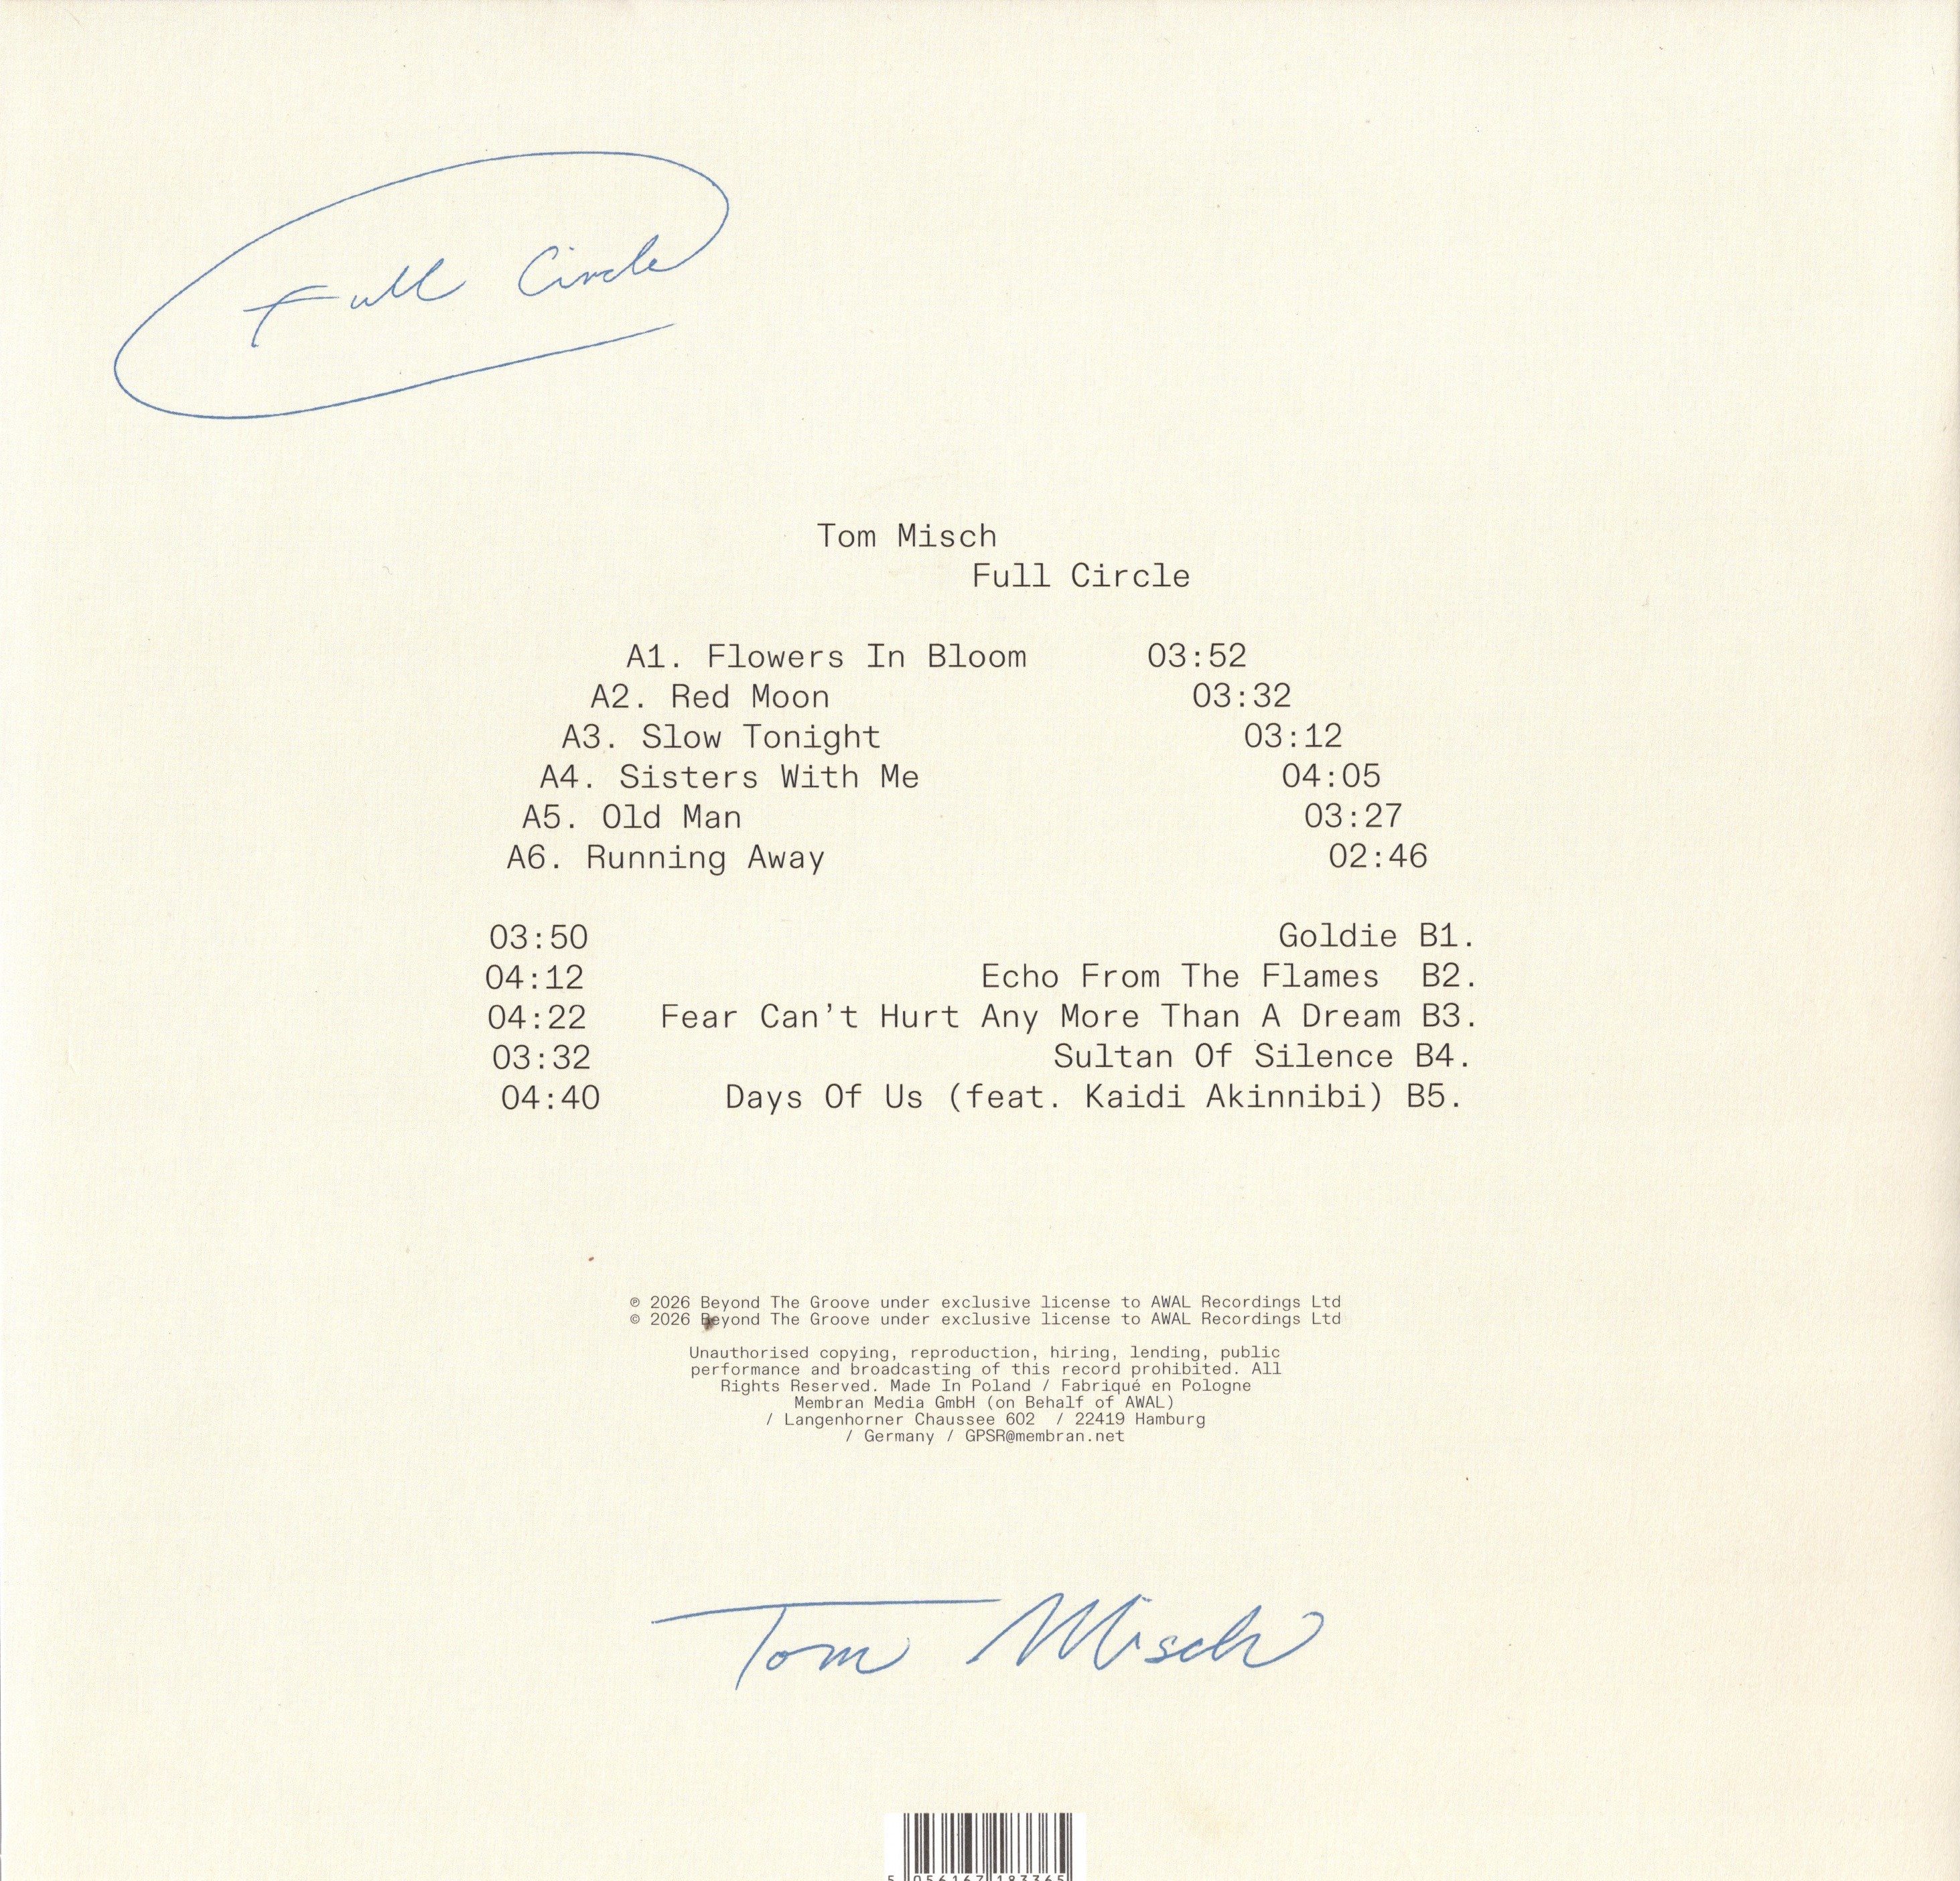 Full Circle
Tom Misch
Full Circle
A1. Flowers In Bloom 03:52
A2. Red Moon 03:32
A3. Slow Tonight 03:12
A4. Sisters With Me 04:05
A5. Old Man 03:27
A6. Running Away 02:46
03:50 Goldie B1.
04:12 Echo From The Flames B2.
04:22 Fear Can't Hurt Any More Than A Dream B3.
03:32 Sultan Of Silence B4.
04:40 Days Of Us (feat. Kaidi Akinnibi) B5.
℗ 2026 Beyond The Groove under exclusive license to AWAL Recordings Ltd
© 2026 Beyond The Groove under exclusive license to AWAL Recordings Ltd
Unauthorised copying, reproduction, hiring, lending, public
performance and broadcasting of this record prohibited. All
Rights Reserved. Made In Poland / Fabriqué en Pologne
Membran Media GmbH (on Behalf of AWAL)
/ Langenhorner Chaussee 602 / 22419 Hamburg
/ Germany / GPSR@membran.net
Tom Misch
5 056167 183365